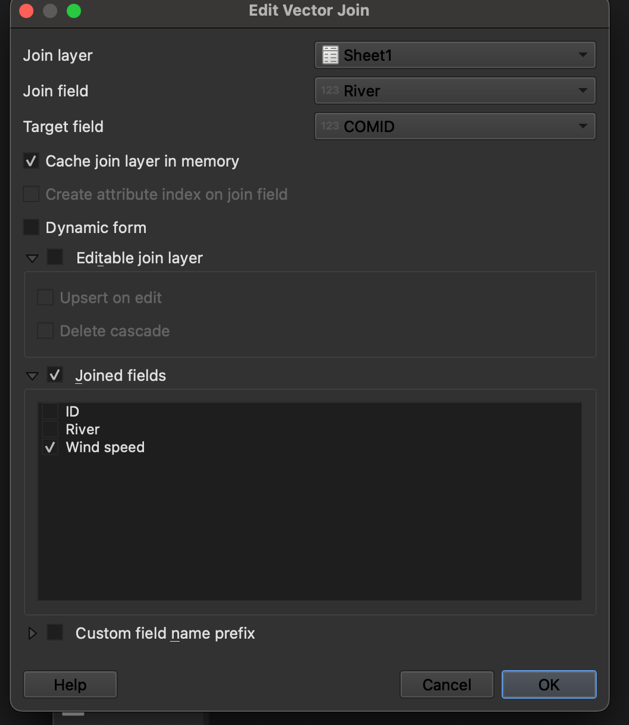 Edit Vector Join
Join layer Sheet1
Join field 123 River
Target field 123 COMID
Cache join layer in memory
Create attribute index on join field
Dynamic form
Editable join layer
Upsert on edit
Delete cascade
Joined fields
ID
River
Wind speed
Custom field name prefix
Help Cancel OK